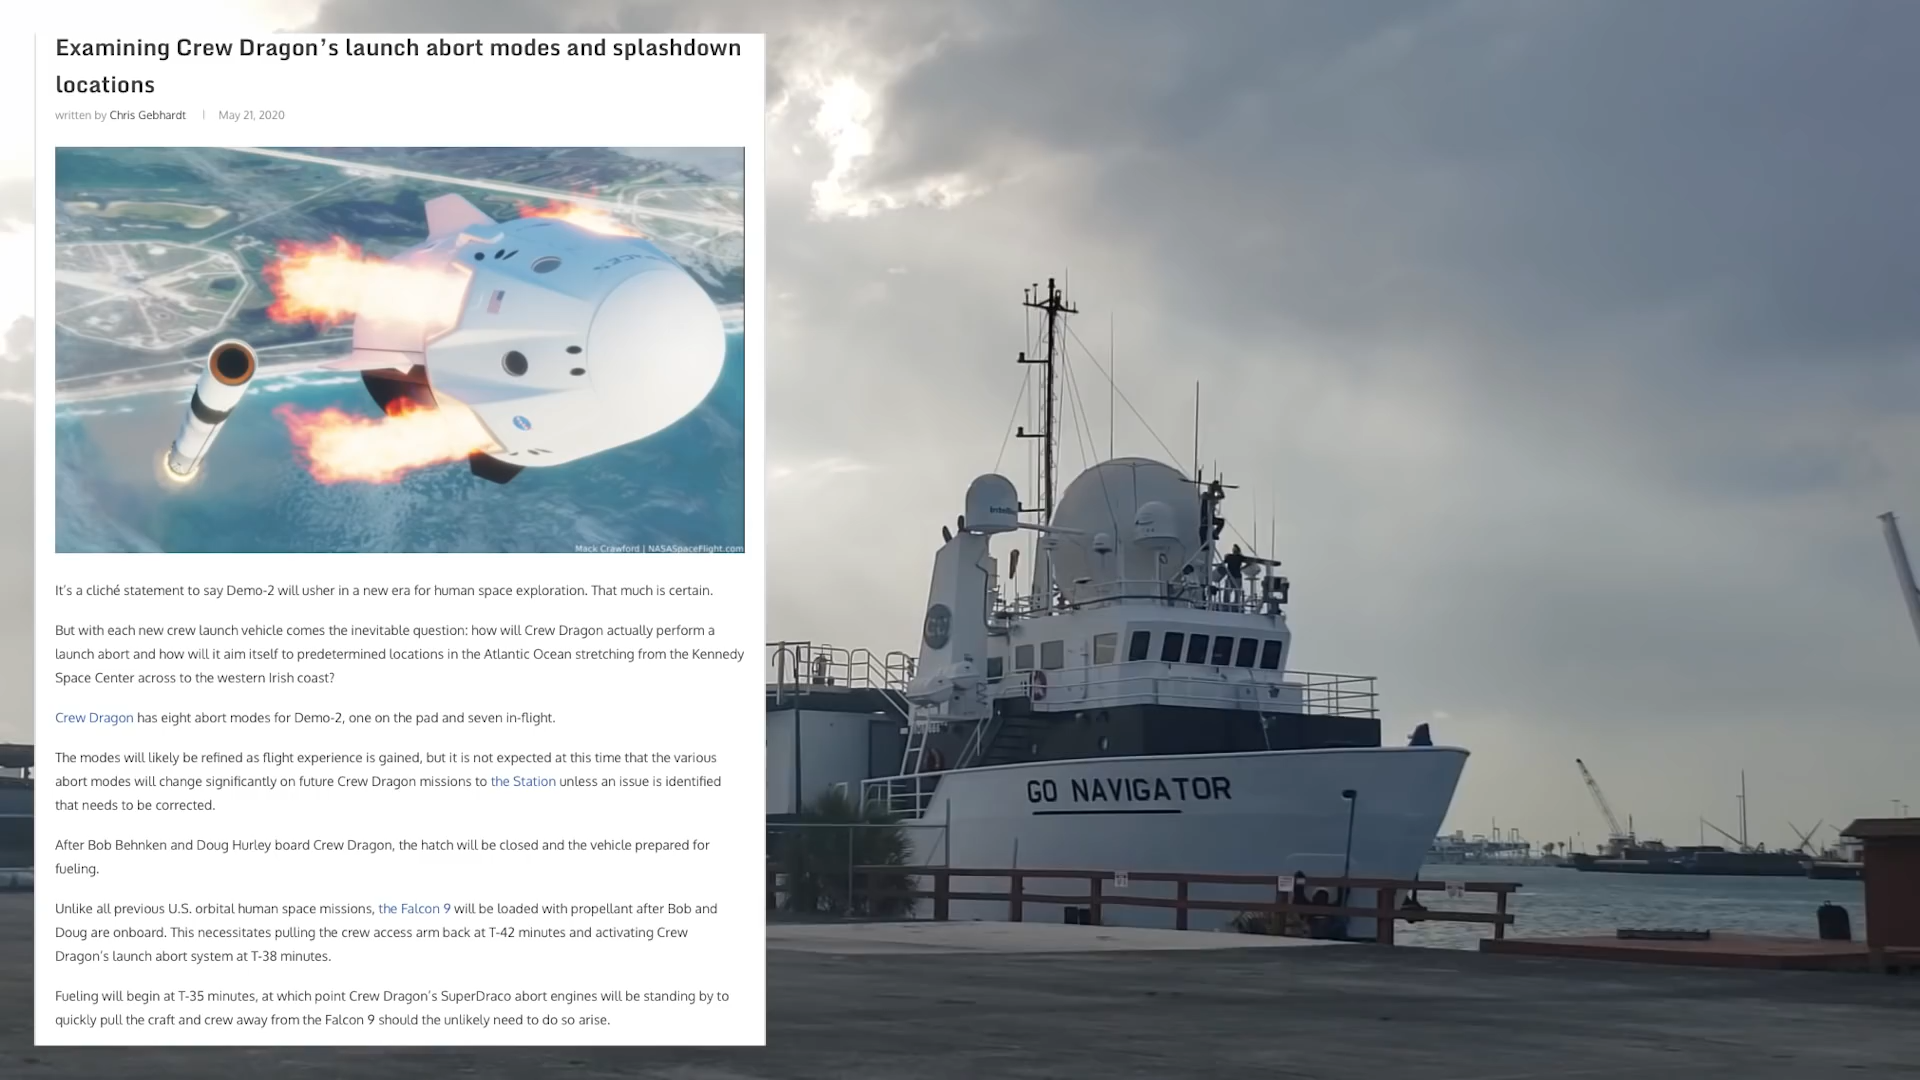 Examining Crew Dragon’s launch abort modes and splashdown
locations
written by Chris Gebhardt | May 21, 2020
Mack Crawford | NASASpaceFlight.com
It’s a cliché statement to say Demo-2 will usher in a new era for human space exploration. That much is certain.
But with each new crew launch vehicle comes the inevitable question: how will Crew Dragon actually perform a
launch abort and how will it aim itself to predetermined locations in the Atlantic Ocean stretching from the Kennedy
Space Center across to the western Irish coast?
Crew Dragon has eight abort modes for Demo-2, one on the pad and seven in-flight.
The modes will likely be refined as flight experience is gained, but it is not expected at this time that the various
abort modes will change significantly on future Crew Dragon missions to the Station unless an issue is identified
that needs to be corrected.
After Bob Behnken and Doug Hurley board Crew Dragon, the hatch will be closed and the vehicle prepared for
fueling.
Unlike all previous U.S. orbital human space missions, the Falcon 9 will be loaded with propellant after Bob and
Doug are onboard. This necessitates pulling the crew access arm back at T-42 minutes and activating Crew
Dragon’s launch abort system at T-38 minutes.
Fueling will begin at T-35 minutes, at which point Crew Dragon’s SuperDraco abort engines will be standing by to
quickly pull the craft and crew away from the Falcon 9 should the unlikely need to do so arise.
GO NAVIGATOR